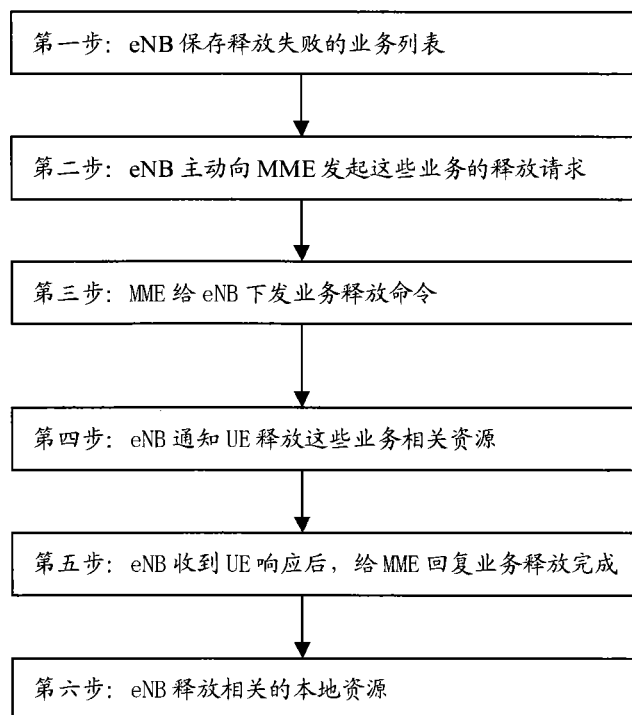 第一步：eNB 保存释放失败的业务列表
第二步：eNB 主动向 MME 发起这些业务的释放请求
第三步：MME 给 eNB 下发业务释放命令
第四步：eNB 通知 UE 释放这些业务相关资源
第五步：eNB 收到 UE 响应后，给 MME 回复业务释放完成
第六步：eNB 释放相关的本地资源